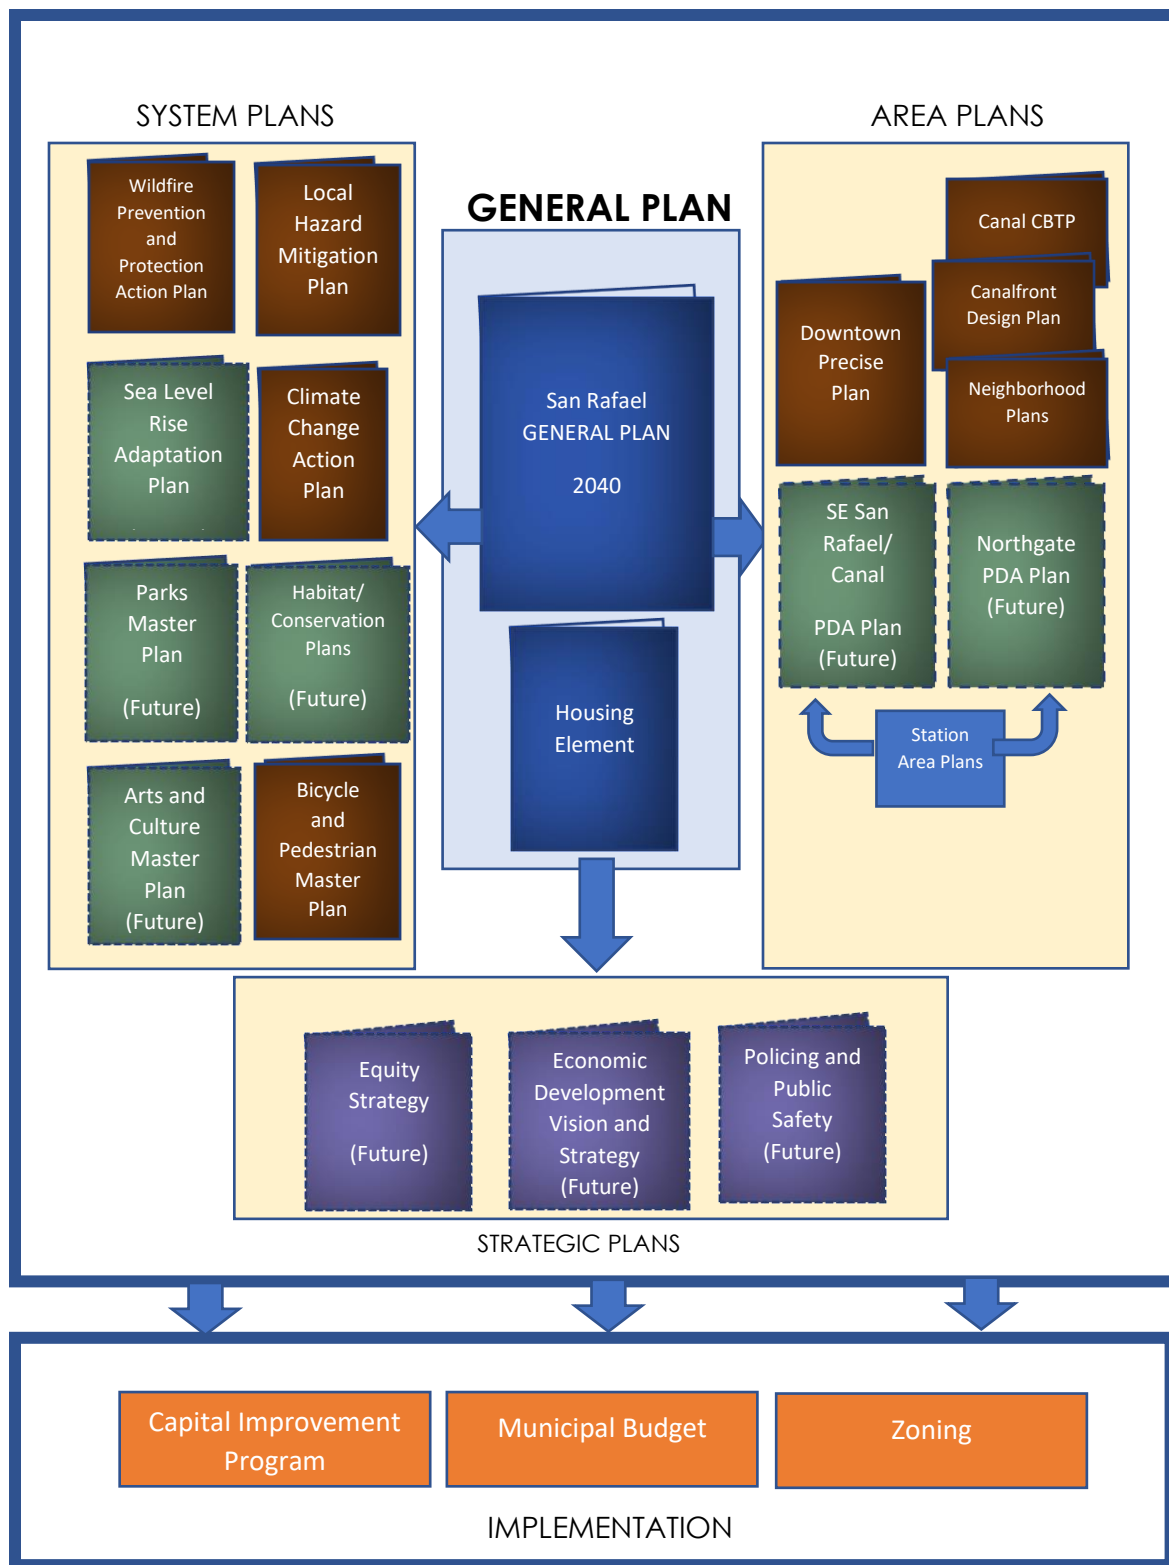 SYSTEM PLANS
Wildfire
Prevention
and
Protection
Action Plan
Local
Hazard
Mitigation
Plan
Sea Level
Rise
Adaptation
Plan
Climate
Change
Action
Plan
Parks
Master
Plan
(Future)
Habitat/
Conservation
Plans
(Future)
Arts and
Culture
Master
Plan
(Future)
Bicycle
and
Pedestrian
Master
Plan
GENERAL PLAN
San Rafael
GENERAL PLAN
2040
Housing
Element
AREA PLANS
Canal CBTP
Canalfront
Design Plan
Neighborhood
Plans
Downtown
Precise
Plan
SE San
Rafael/
Canal
PDA Plan
(Future)
Northgate
PDA Plan
(Future)
Station
Area Plans
Equity
Strategy
(Future)
Economic
Development
Vision and
Strategy
(Future)
Policing and
Public
Safety
(Future)
STRATEGIC PLANS
Capital Improvement
Program
Municipal Budget
Zoning
IMPLEMENTATION